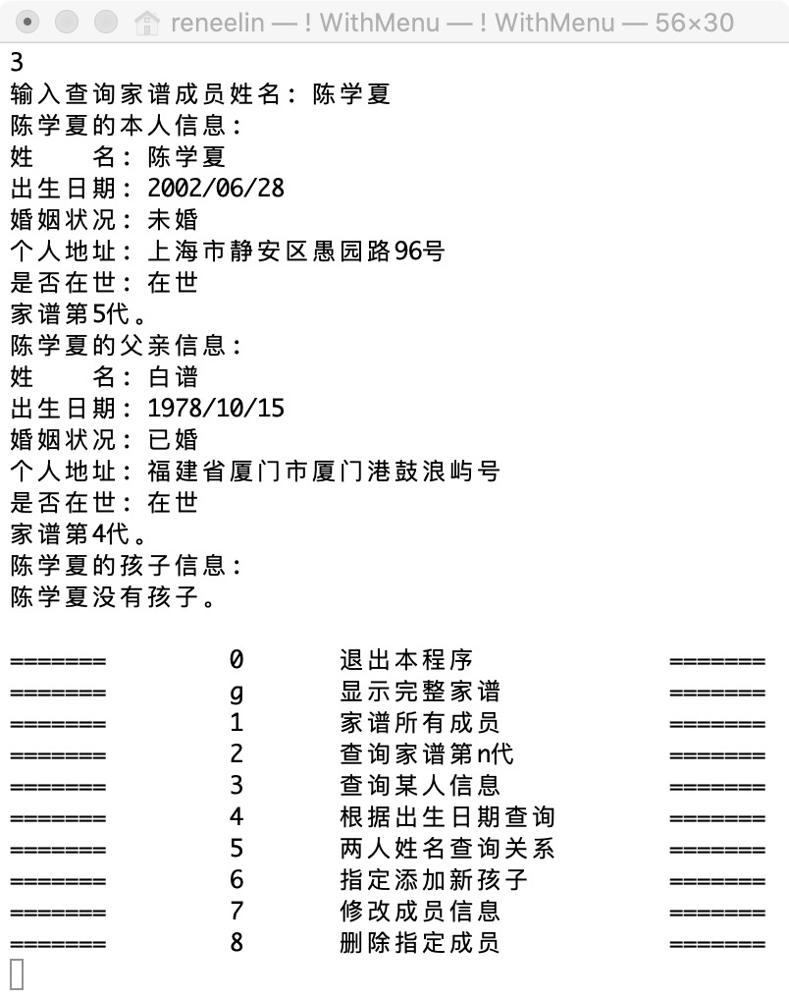 reneelin — ! WithMenu — ! WithMenu — 56×30
3
输入查询家谱成员姓名：陈学夏
陈学夏的本人信息：
姓    名：陈学夏
出生日期：2002/06/28
婚姻状况：未婚
个人地址：上海市静安区愚园路96号
是否在世：在世
家谱第5代。
陈学夏的父亲信息：
姓    名：白谱
出生日期：1978/10/15
婚姻状况：已婚
个人地址：福建省厦门市厦门港鼓浪屿号
是否在世：在世
家谱第4代。
陈学夏的孩子信息：
陈学夏没有孩子。
======= 0 退出本程序 =======
======= g 显示完整家谱 =======
======= 1 家谱所有成员 =======
======= 2 查询家谱第n代 =======
======= 3 查询某人信息 =======
======= 4 根据出生日期查询 =======
======= 5 两人姓名查询关系 =======
======= 6 指定添加新孩子 =======
======= 7 修改成员信息 =======
======= 8 删除指定成员 =======